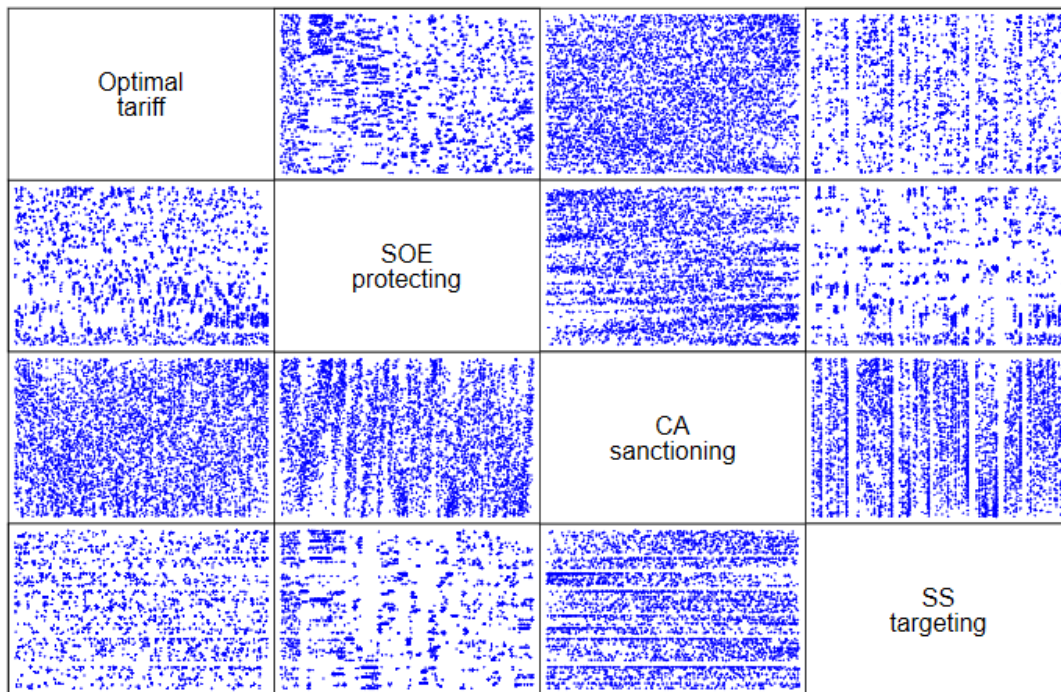 Optimal
tariff
SOE
protecting
CA
sanctioning
SS
targeting